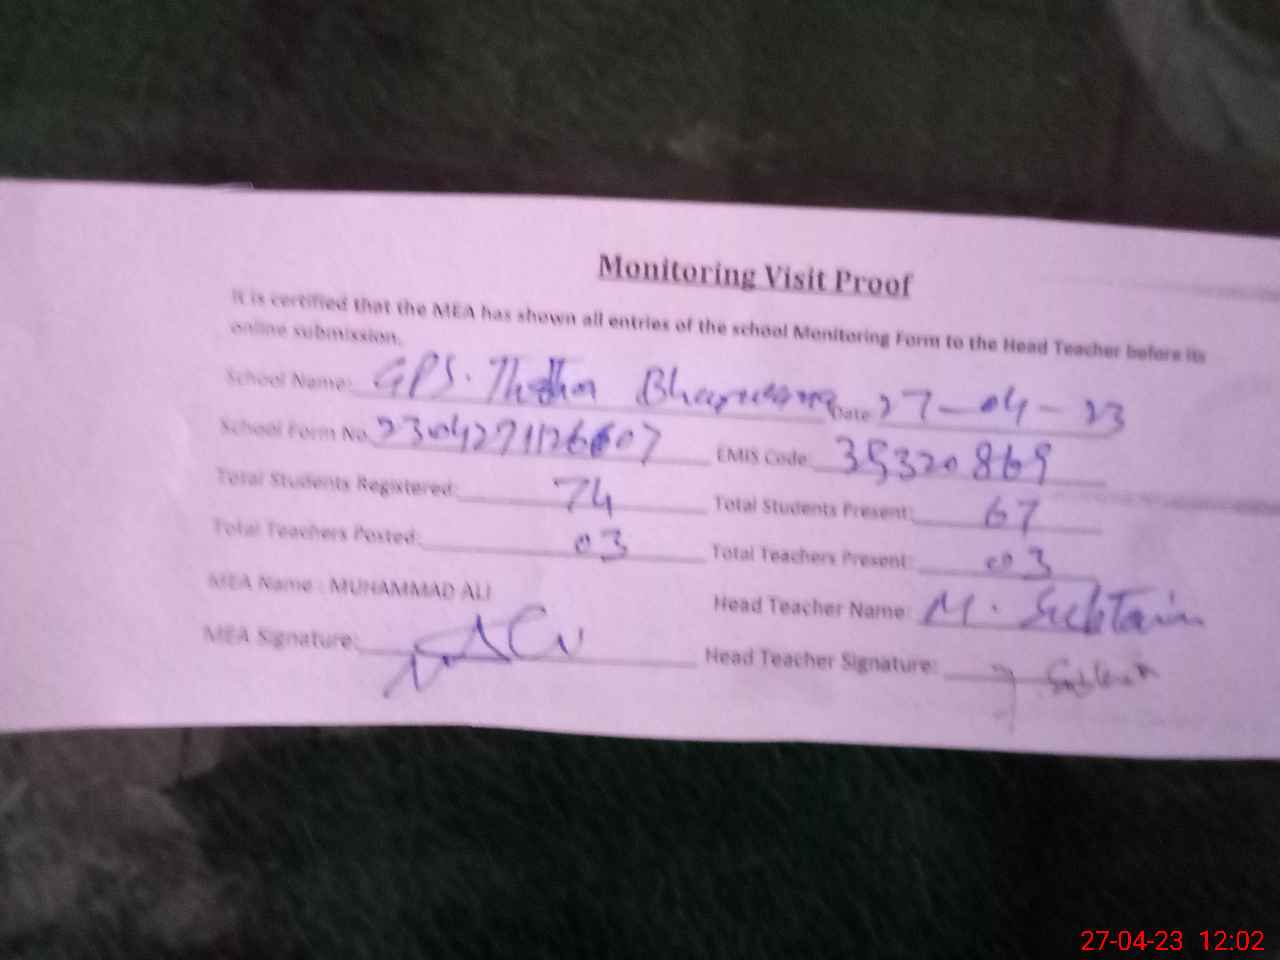 Monitoring Visit Proof
It is certified that the MEA has shown all entries of the school Monitoring Form to the Head Teacher before its
online submission.
School Name: GPS. Date: 27-04-23
School Form No. EMIS Code: 35320869
Total Students Registered: 74 Total Students Present: 67
Total Teachers Posted: 03 Total Teachers Present: 03
MEA Name : MUHAMMAD ALI Head Teacher Name: M. Sibtain
MEA Signature: Head Teacher Signature:
27-04-23 12:02